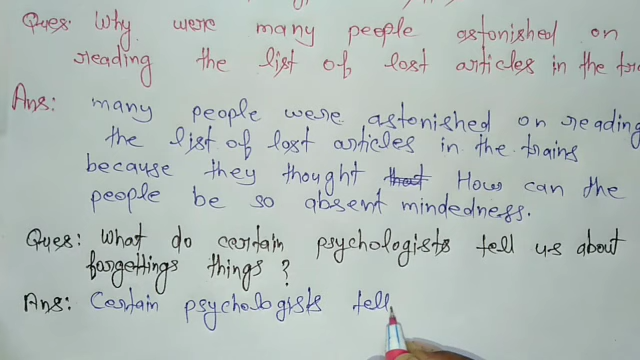 Ques: Why were many people astonished on
reading the list of lost articles in the tra
Ans: many people were astonished on reading
the list of lost articles in the trains
because they thought that How can the
people be so absent mindedness.
Ques: What do certain psychologists tell us about
forgettings things?
Ans: Certain psychologists tell